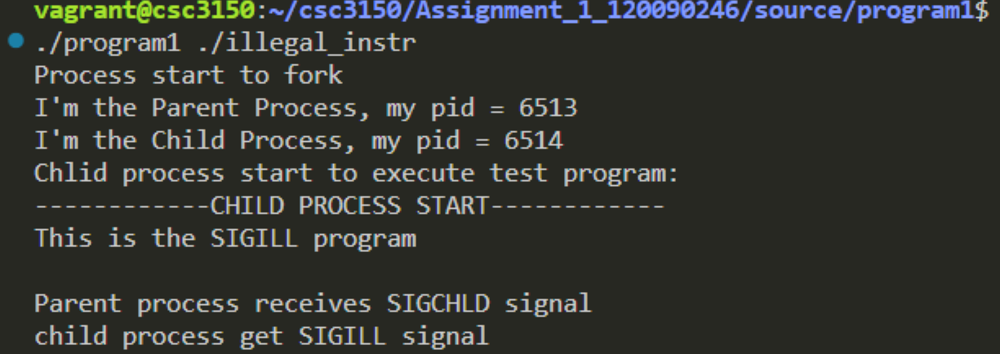 vagrant@csc3150:~/csc3150/Assignment_1_120090246/source/program1$
./program1 ./illegal_instr
Process start to fork
I'm the Parent Process, my pid = 6513
I'm the Child Process, my pid = 6514
Chlid process start to execute test program:
------------CHILD PROCESS START------------
This is the SIGILL program
Parent process receives SIGCHLD signal
child process get SIGILL signal